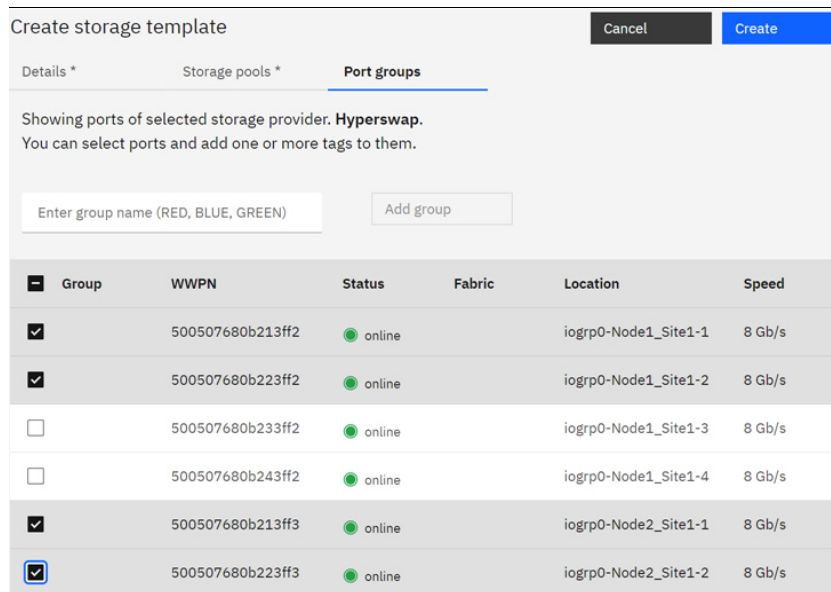 Create storage template
Cancel
Create
Details *
Storage pools *
Port groups
Showing ports of selected storage provider. Hyperswap.
You can select ports and add one or more tags to them.
Enter group name (RED, BLUE, GREEN)
Add group
Group WWPN Status Fabric Location Speed
500507680b213ff2 online iogrp0-Node1_Site1-1 8 Gb/s
500507680b223ff2 online iogrp0-Node1_Site1-2 8 Gb/s
500507680b233ff2 online iogrp0-Node1_Site1-3 8 Gb/s
500507680b243ff2 online iogrp0-Node1_Site1-4 8 Gb/s
500507680b213ff3 online iogrp0-Node2_Site1-1 8 Gb/s
500507680b223ff3 online iogrp0-Node2_Site1-2 8 Gb/s